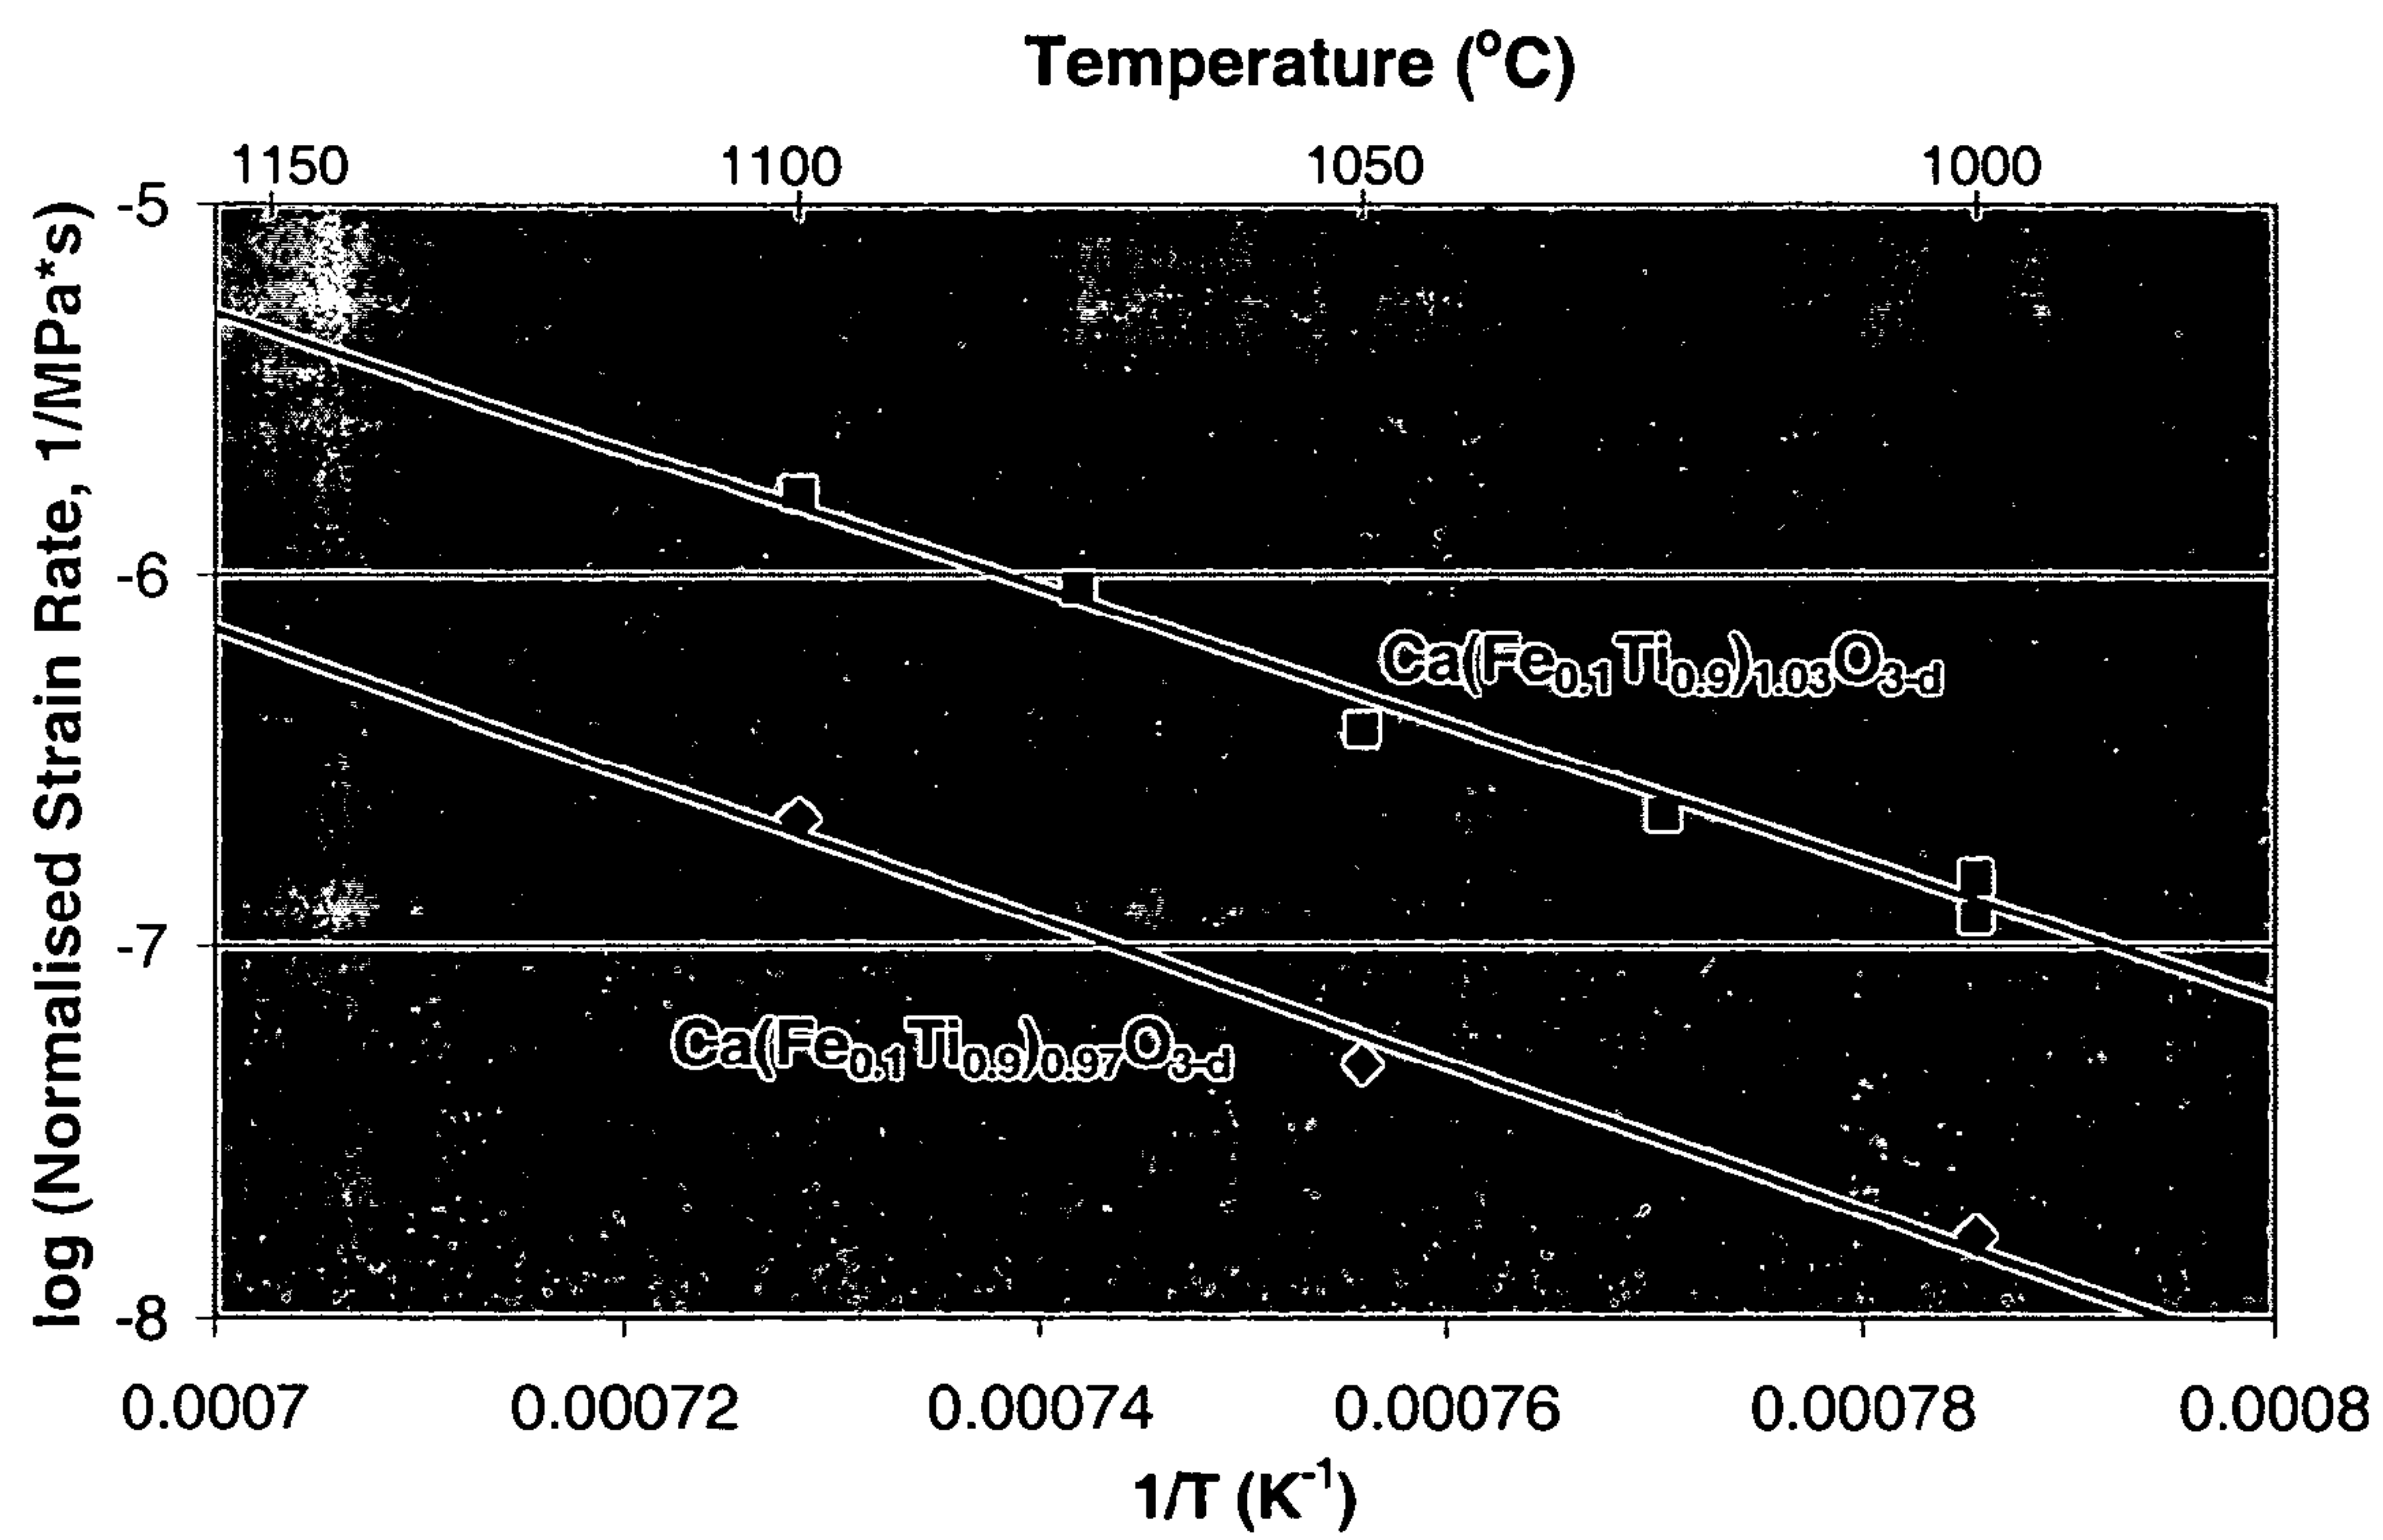 Temperature (°C)
1150 1100 1050 1000
log (Normalised Strain Rate, 1/MPa*s)
-5
-6
Ca(Fe0.1Ti0.9)1.03O3-d
-7
Ca(Fe0.1Ti0.9)0.97O3-d
-8
0.0007 0.00072 0.00074 0.00076 0.00078 0.0008
1/T (K-1)